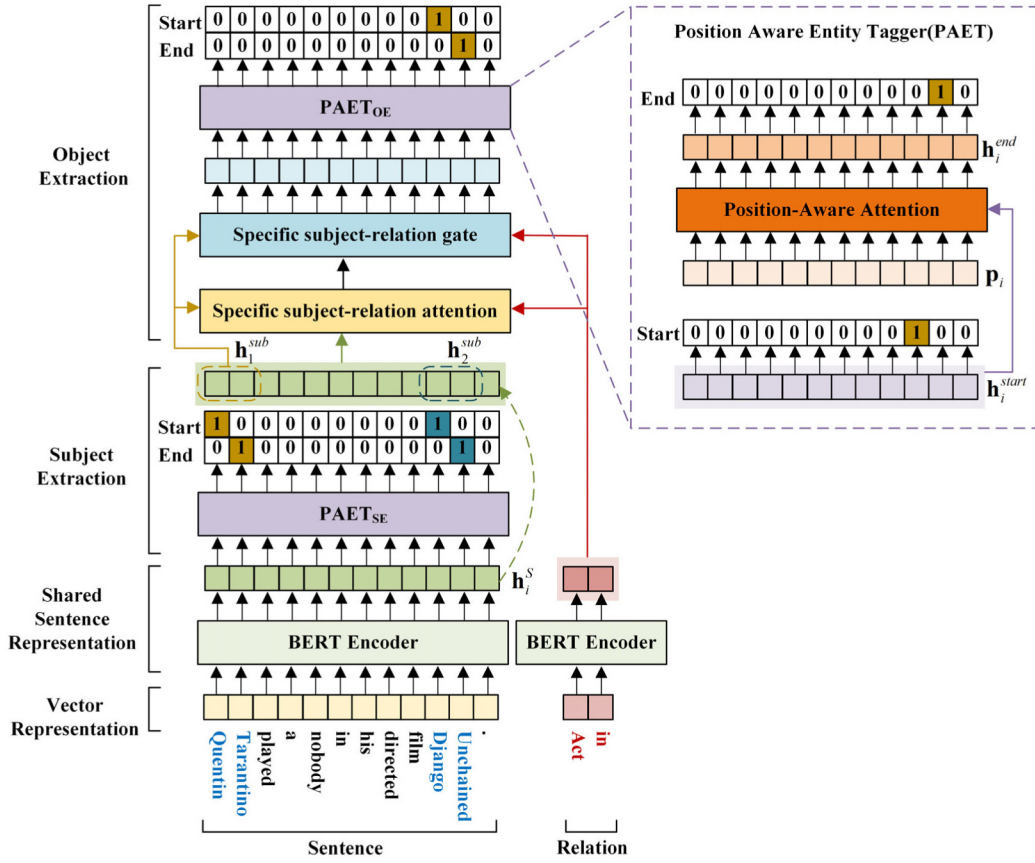 Start 0 0 0 0 0 0 0 0 0 1 0 0
End 0 0 0 0 0 0 0 0 0 0 1 0
PAET_OE
Object
Extraction
Specific subject-relation gate
Specific subject-relation attention
h_1^sub h_2^sub
Start 1 0 0 0 0 0 0 0 0 1 0 0
End 0 1 0 0 0 0 0 0 0 0 1 0
Subject
Extraction
PAET_SE
h_i^S
Shared
Sentence
Representation
BERT Encoder
BERT Encoder
Vector
Representation
Quentin
Tarantino
played
a
nobody
in
his
directed
film
Django
Unchained
.
Act
in
Sentence
Relation
Position Aware Entity Tagger(PAET)
End 0 0 0 0 0 0 0 0 0 0 1 0
h_i^end
Position-Aware Attention
p_i
Start 0 0 0 0 0 0 0 0 0 1 0 0
h_i^start